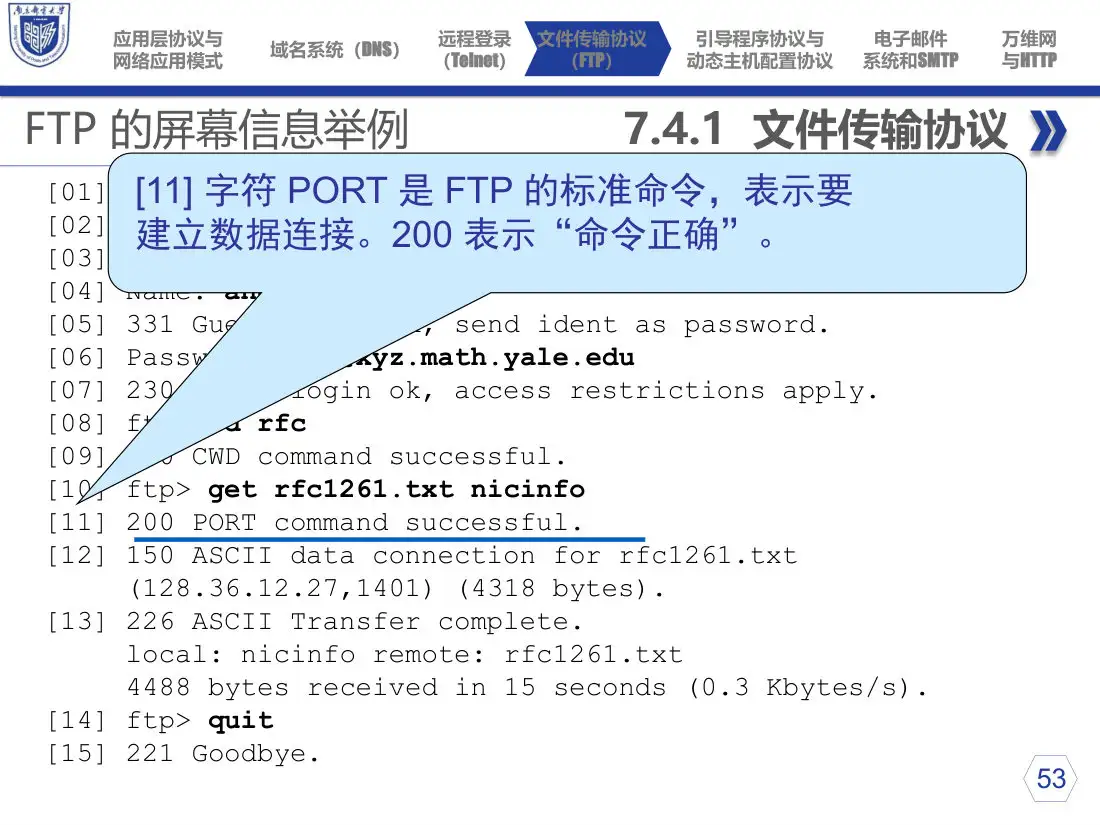 南京邮电大学
应用层协议与
网络应用模式
域名系统（DNS）
远程登录
（Telnet）
文件传输协议
（FTP）
引导程序协议与
动态主机配置协议
电子邮件
系统和SMTP
万维网
与HTTP
FTP 的屏幕信息举例
7.4.1 文件传输协议
[11] 字符 PORT 是 FTP 的标准命令，表示要
建立数据连接。200 表示“命令正确”。
[01]
[02]
[03]
[04] Name: an
[05] 331 Gue , send ident as password.
[06] Passw xyz.math.yale.edu
[07] 230 login ok, access restrictions apply.
[08] ft d rfc
[09] 0 CWD command successful.
[10] ftp> get rfc1261.txt nicinfo
[11] 200 PORT command successful.
[12] 150 ASCII data connection for rfc1261.txt
(128.36.12.27,1401) (4318 bytes).
[13] 226 ASCII Transfer complete.
local: nicinfo remote: rfc1261.txt
4488 bytes received in 15 seconds (0.3 Kbytes/s).
[14] ftp> quit
[15] 221 Goodbye.
53